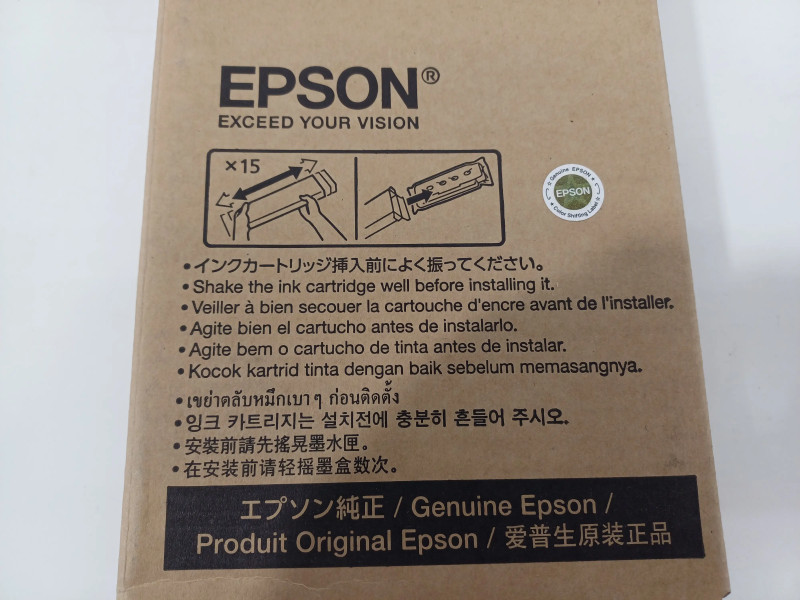 EPSON®
EXCEED YOUR VISION
×15
Genuine EPSON
EPSON
Color Shifting Label
•インクカートリッジ挿入前によく振ってください。
•Shake the ink cartridge well before installing it.
•Veiller à bien secouer la cartouche d'encre avant de l'installer.
•Agite bien el cartucho antes de instalarlo.
•Agite bem o cartucho de tinta antes de instalar.
•Kocok kartrid tinta dengan baik sebelum memasangnya.
•เขย่าตลับหมึกเบา ๆ ก่อนติดตั้ง
•잉크 카트리지는 설치전에 충분히 흔들어 주시오.
•安裝前請先搖晃墨水匣。
•在安装前请轻摇墨盒数次。
エプソン純正 / Genuine Epson /
Produit Original Epson / 爱普生原装正品